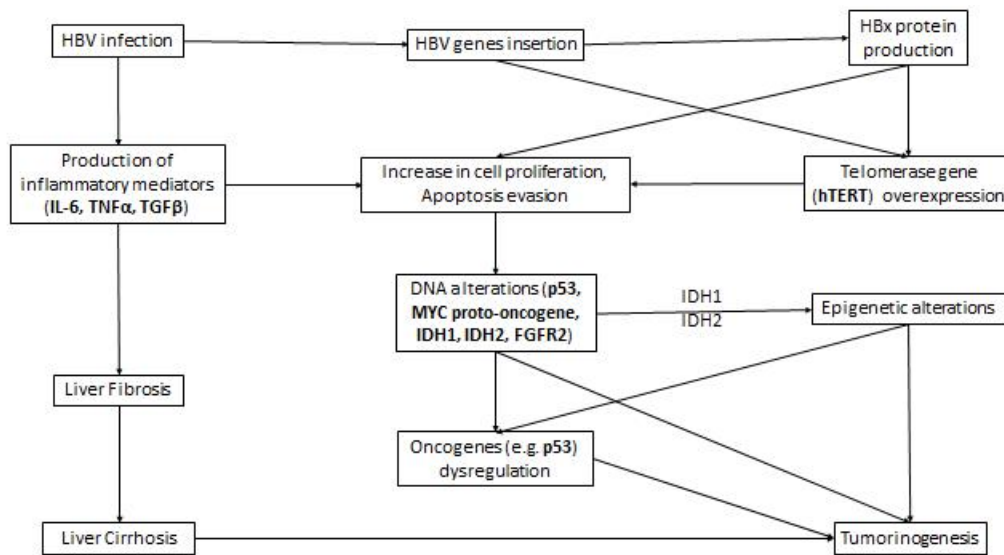 HBV infection
HBV genes insertion
HBx protein
production
Production of
inflammatory mediators
(IL-6, TNFα, TGFβ)
Increase in cell proliferation,
Apoptosis evasion
Telomerase gene
(hTERT) overexpression
DNA alterations (p53,
MYC proto-oncogene,
IDH1, IDH2, FGFR2)
IDH1
IDH2
Epigenetic alterations
Liver Fibrosis
Oncogenes (e.g. p53)
dysregulation
Liver Cirrhosis
Tumorinogenesis